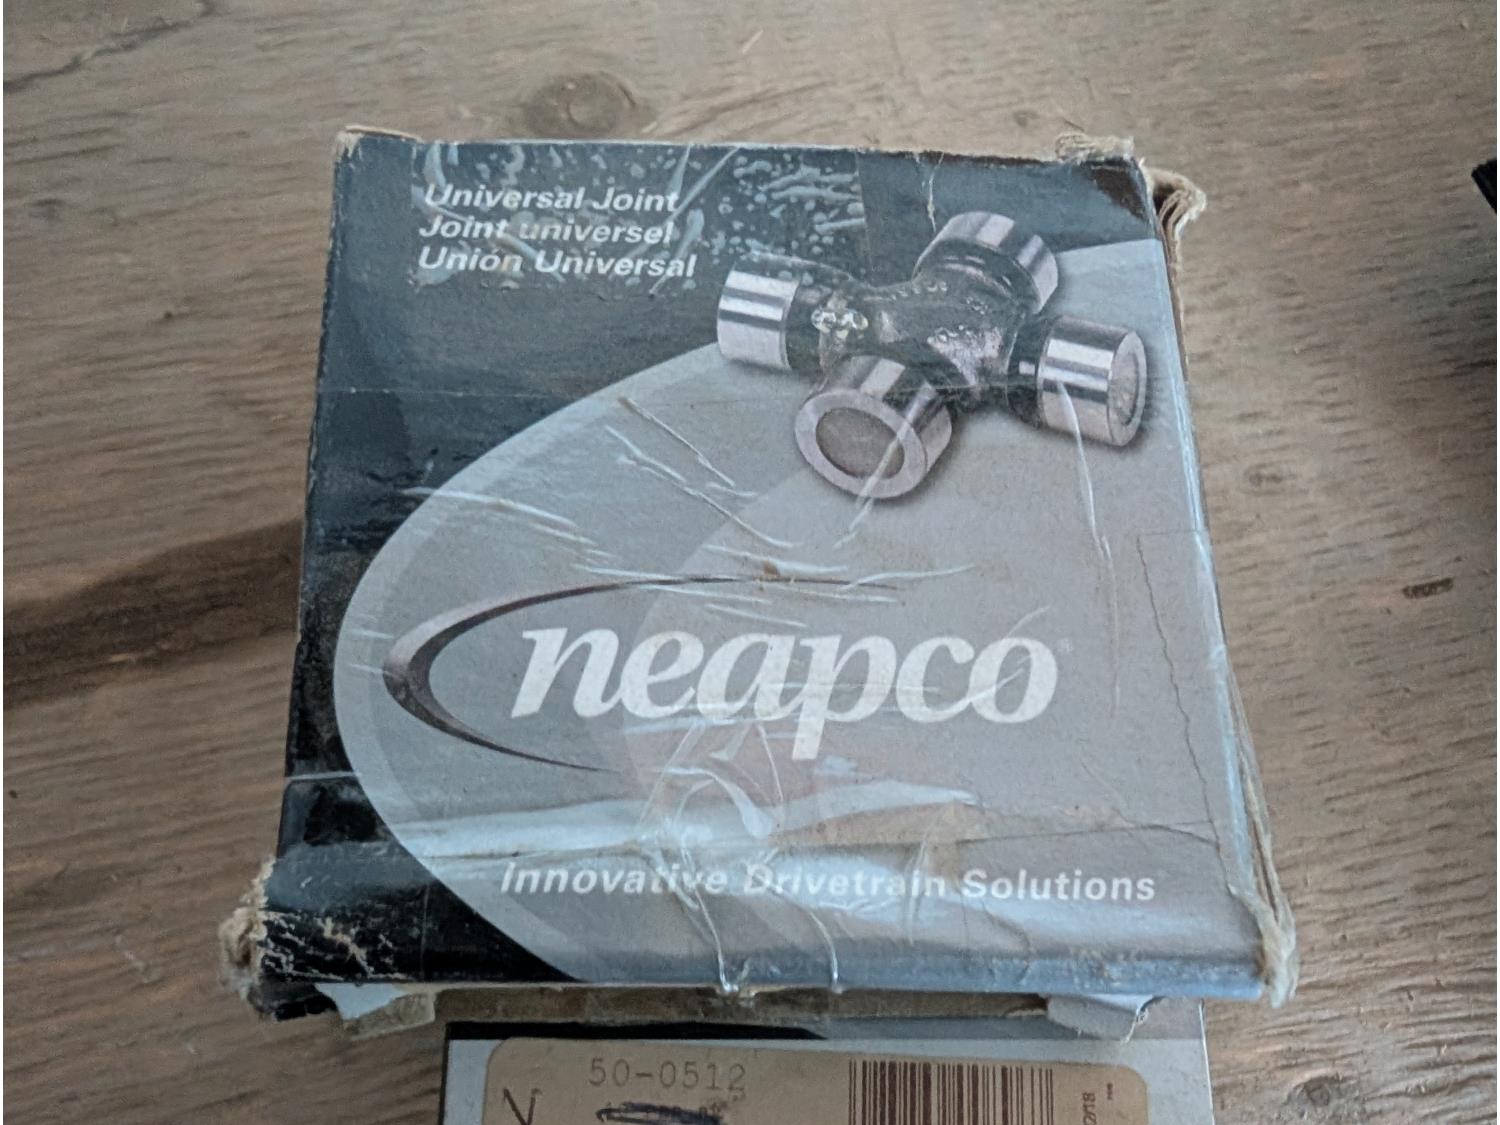 Universal Joint
Joint universel
Unión Universal
neapco
Innovative Drivetrain Solutions
50-0512